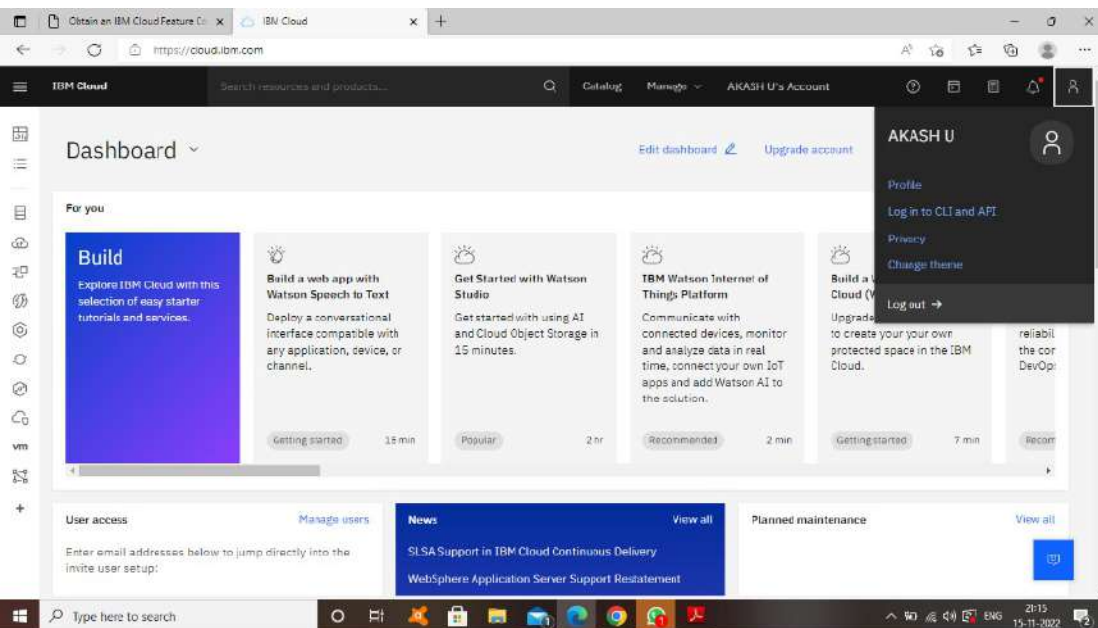 Obtain an IBM Cloud Feature Co
IBM Cloud
https://cloud.ibm.com
IBM Cloud
Search resources and products...
Catalog
Manage
AKASH U's Account
Dashboard
Edit dashboard
Upgrade account
AKASH U
Profile
Log in to CLI and API
Privacy
Change theme
Log out →
For you
Build
Explore IBM Cloud with this
selection of easy starter
tutorials and services.
Build a web app with
Watson Speech to Text
Deploy a conversational
interface compatible with
any application, device, or
channel.
Getting started
Get Started with Watson
Studio
Get started with using AI
and Cloud Object Storage in
15 minutes.
Popular
2 hr
IBM Watson Internet of
Things Platform
Communicate with
connected devices, monitor
and analyze data in real
time, connect your own IoT
apps and add Watson AI to
the solution.
Recommended
2 min
Build a
Cloud (V
Upgrade
to create your your own
protected space in the IBM
Cloud.
Getting started
7 min
reliabil
the cor
DevOp
Recom
vm
User access
Manage users
Enter email addresses below to jump directly into the
invite user setup:
News
View all
SLSA Support in IBM Cloud Continuous Delivery
WebSphere Application Server Support Restatement
Planned maintenance
View all
Type here to search
ENG
21:15
15-11-2022